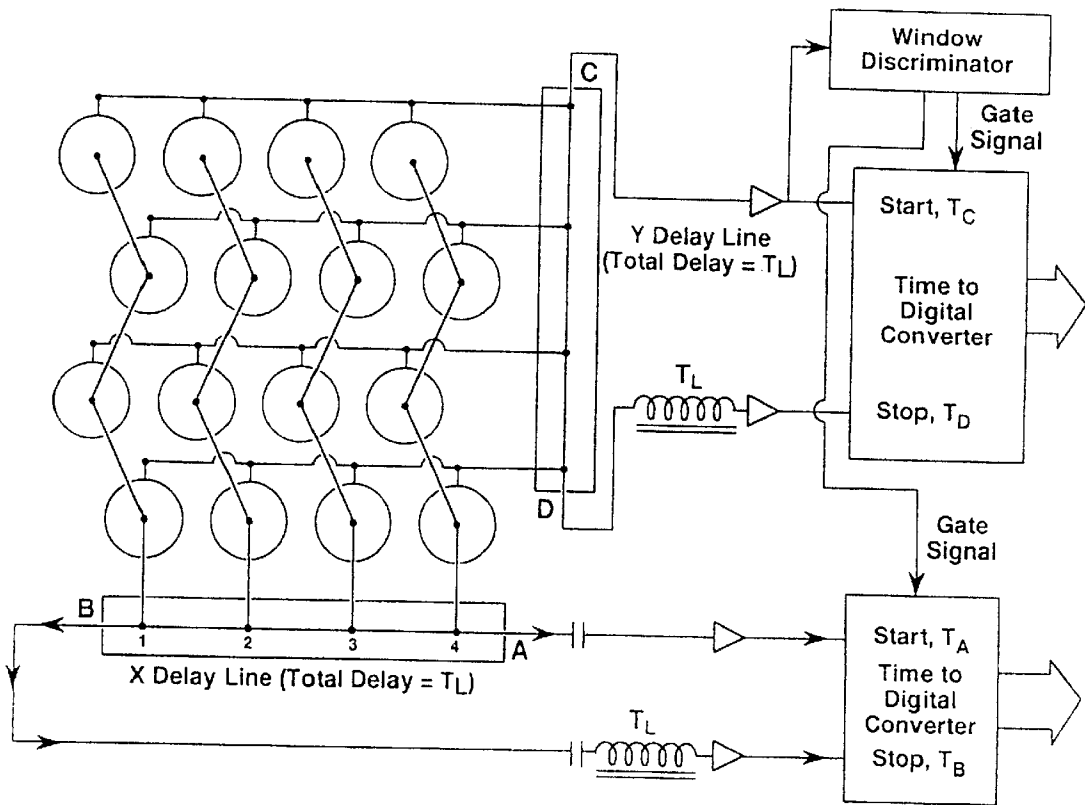 Window
Discriminator
C
Gate
Signal
Start, T_C
Y Delay Line
(Total Delay = T_L)
Time to
Digital
Converter
T_L
Stop, T_D
D
Gate
Signal
B
1
2
3
4
A
Start, T_A
X Delay Line (Total Delay = T_L)
Time to
Digital
Converter
T_L
Stop, T_B